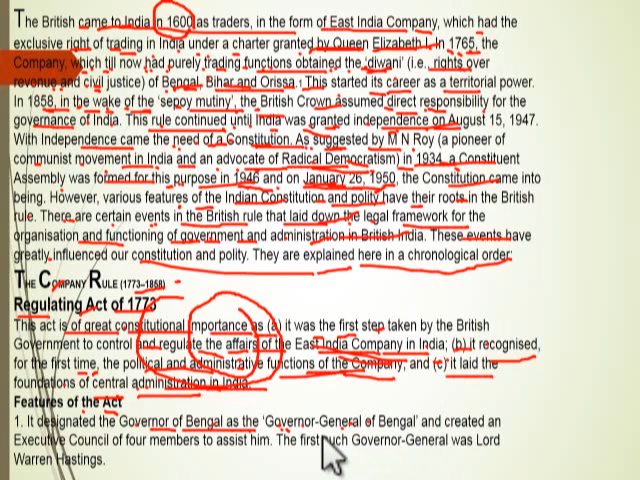 The British came to India in 1600 as traders, in the form of East India Company, which had the
exclusive right of trading in India under a charter granted by Queen Elizabeth I. In 1765, the
Company, which till now had purely trading functions obtained the 'diwani' (i.e., rights over
revenue and civil justice) of Bengal, Bihar and Orissa. This started its career as a territorial power.
In 1858, in the wake of the 'sepoy mutiny', the British Crown assumed direct responsibility for the
governance of India. This rule continued until India was granted independence on August 15, 1947.
With Independence came the need of a Constitution. As suggested by M N Roy (a pioneer of
communist movement in India and an advocate of Radical Democratism) in 1934, a Constituent
Assembly was formed for this purpose in 1946 and on January 26, 1950, the Constitution came into
being. However, various features of the Indian Constitution and polity have their roots in the British
rule. There are certain events in the British rule that laid down the legal framework for the
organisation and functioning of government and administration in British India. These events have
greatly influenced our constitution and polity. They are explained here in a chronological order:
THE COMPANY RULE (1773–1858)
Regulating Act of 1773
This act is of great constitutional importance as (a) it was the first step taken by the British
Government to control and regulate the affairs of the East India Company in India; (b) it recognised,
for the first time, the political and administrative functions of the Company; and (c) it laid the
foundations of central administration in India.
Features of the Act
1. It designated the Governor of Bengal as the 'Governor-General of Bengal' and created an
Executive Council of four members to assist him. The first such Governor-General was Lord
Warren Hastings.